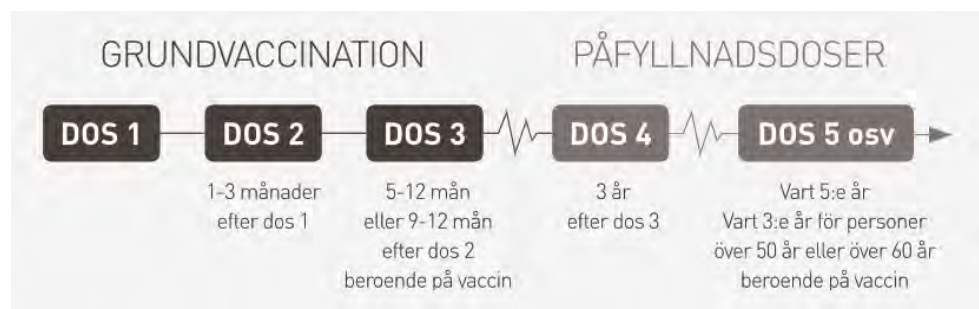 GRUNDVACCINATION
PÅFYLLNADSDOSER
DOS 1
DOS 2
DOS 3
DOS 4
DOS 5 osv
1-3 månader
efter dos 1
5-12 mån
eller 9-12 mån
efter dos 2
beroende på vaccin
3 år
efter dos 3
Vart 5:e år
Vart 3:e år för personer
över 50 år eller över 60 år
beroende på vaccin